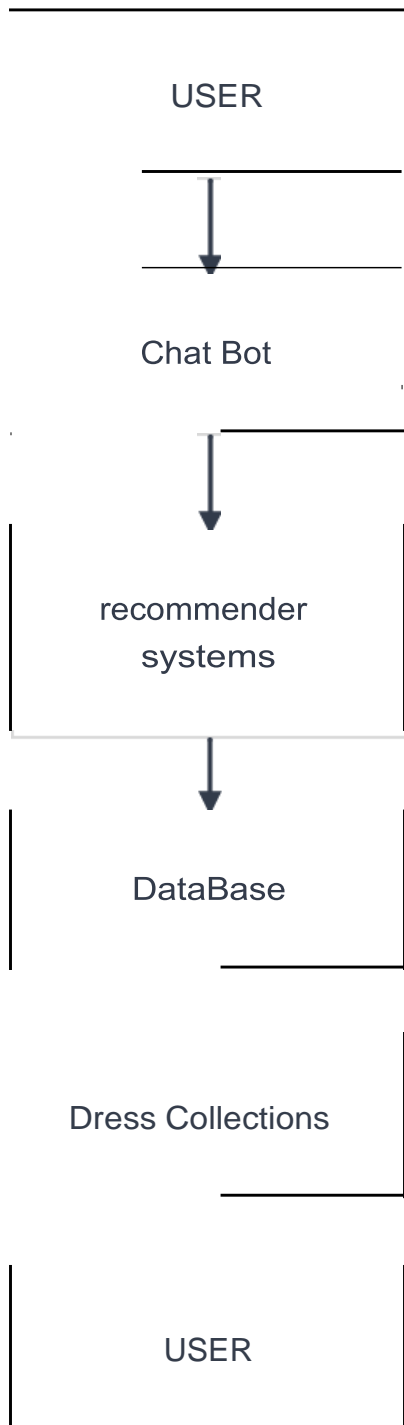 USER
Chat Bot
recommender
systems
DataBase
Dress Collections
USER